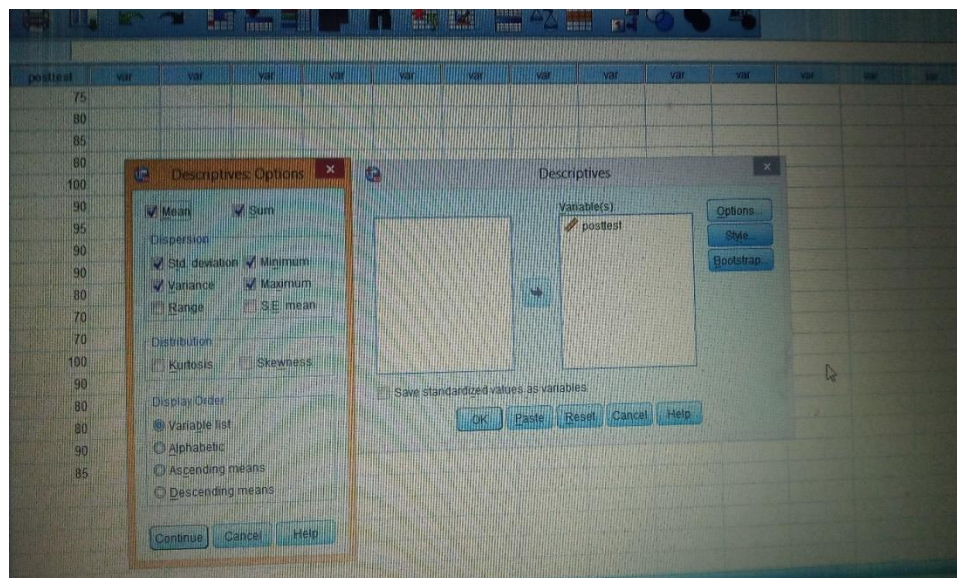 posttest var var var var var var var var var var var var var
75
80
85
80
100
90
95
90
90
80
70
70
100
90
80
80
90
85
Descriptives: Options
Mean Sum
Dispersion
Std. deviation Minimum
Variance Maximum
Range S.E. mean
Distribution
Kurtosis Skewness
Display Order
Variable list
Alphabetic
Ascending means
Descending means
Continue Cancel Help
Descriptives
Variable(s):
posttest
Options...
Style...
Bootstrap...
Save standardized values as variables
OK Paste Reset Cancel Help